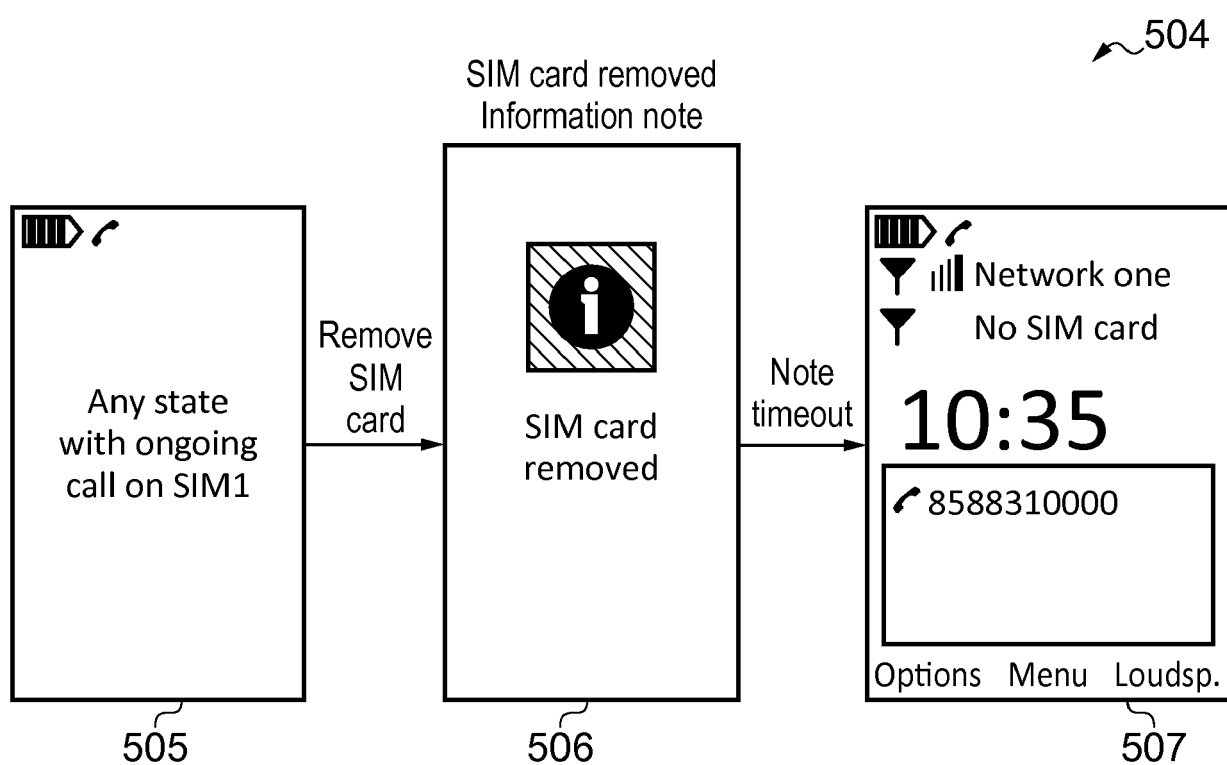 504
SIM card removed
Information note
Any state
with ongoing
call on SIM1
505
Remove
SIM
card
i
SIM card
removed
506
Note
timeout
Network one
No SIM card
10:35
8588310000
Options Menu Loudsp.
507